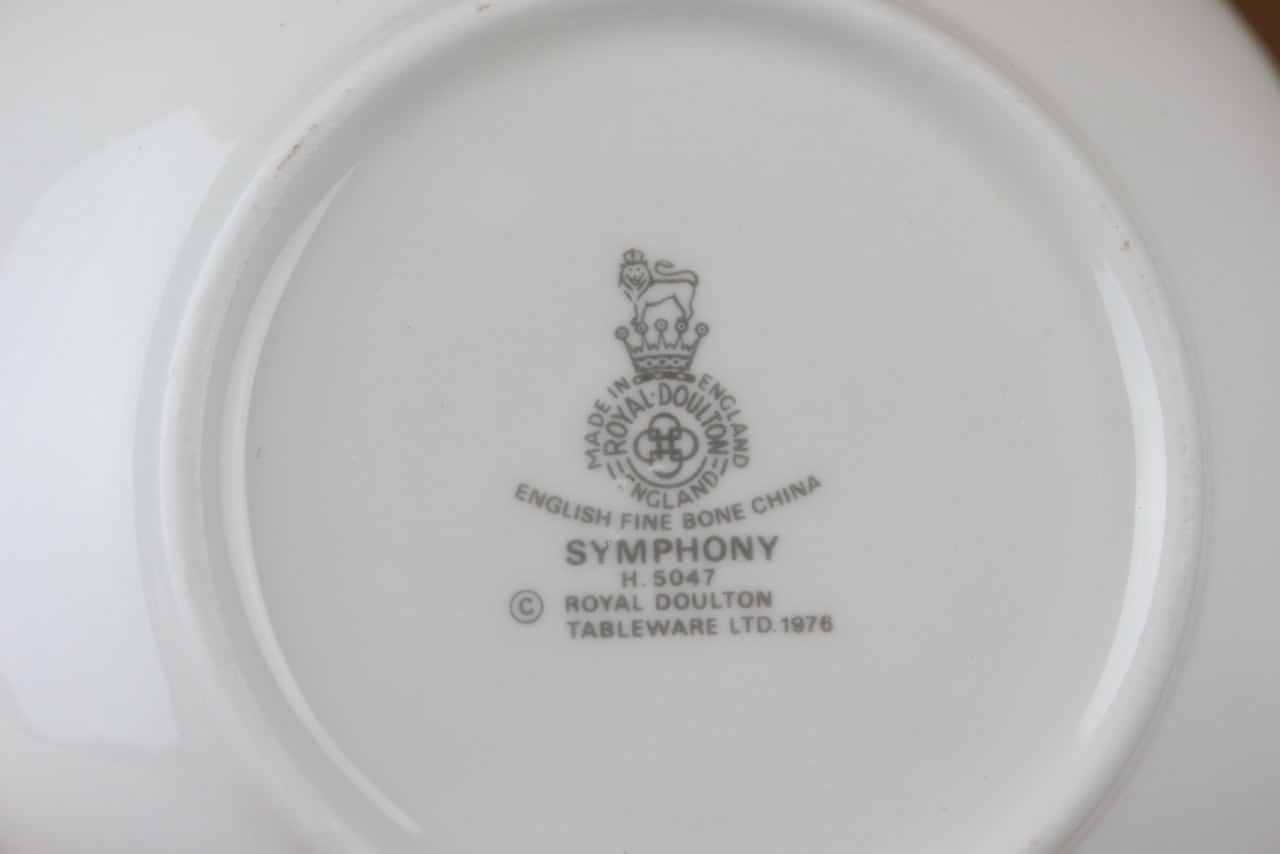 MADE IN ENGLAND
ROYAL·DOULTON
ENGLAND
ENGLISH FINE BONE CHINA
SYMPHONY
H. 5047
© ROYAL DOULTON
TABLEWARE LTD. 1976